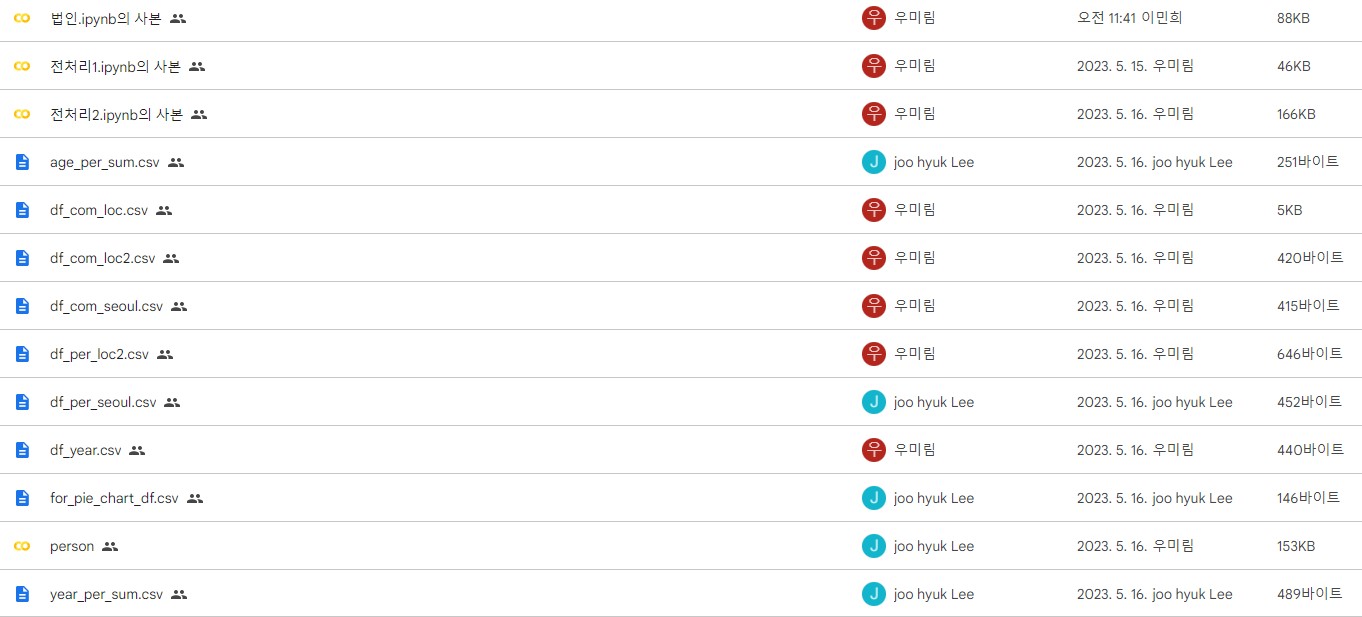 법인.ipynb의 사본 우 우미림 오전 11:41 이민희 88KB
전처리1.ipynb의 사본 우 우미림 2023. 5. 15. 우미림 46KB
전처리2.ipynb의 사본 우 우미림 2023. 5. 16. 우미림 166KB
age_per_sum.csv J joo hyuk Lee 2023. 5. 16. joo hyuk Lee 251바이트
df_com_loc.csv 우 우미림 2023. 5. 16. 우미림 5KB
df_com_loc2.csv 우 우미림 2023. 5. 16. 우미림 420바이트
df_com_seoul.csv 우 우미림 2023. 5. 16. 우미림 415바이트
df_per_loc2.csv 우 우미림 2023. 5. 16. 우미림 646바이트
df_per_seoul.csv J joo hyuk Lee 2023. 5. 16. joo hyuk Lee 452바이트
df_year.csv 우 우미림 2023. 5. 16. 우미림 440바이트
for_pie_chart_df.csv J joo hyuk Lee 2023. 5. 16. joo hyuk Lee 146바이트
person J joo hyuk Lee 2023. 5. 16. 우미림 153KB
year_per_sum.csv J joo hyuk Lee 2023. 5. 16. joo hyuk Lee 489바이트